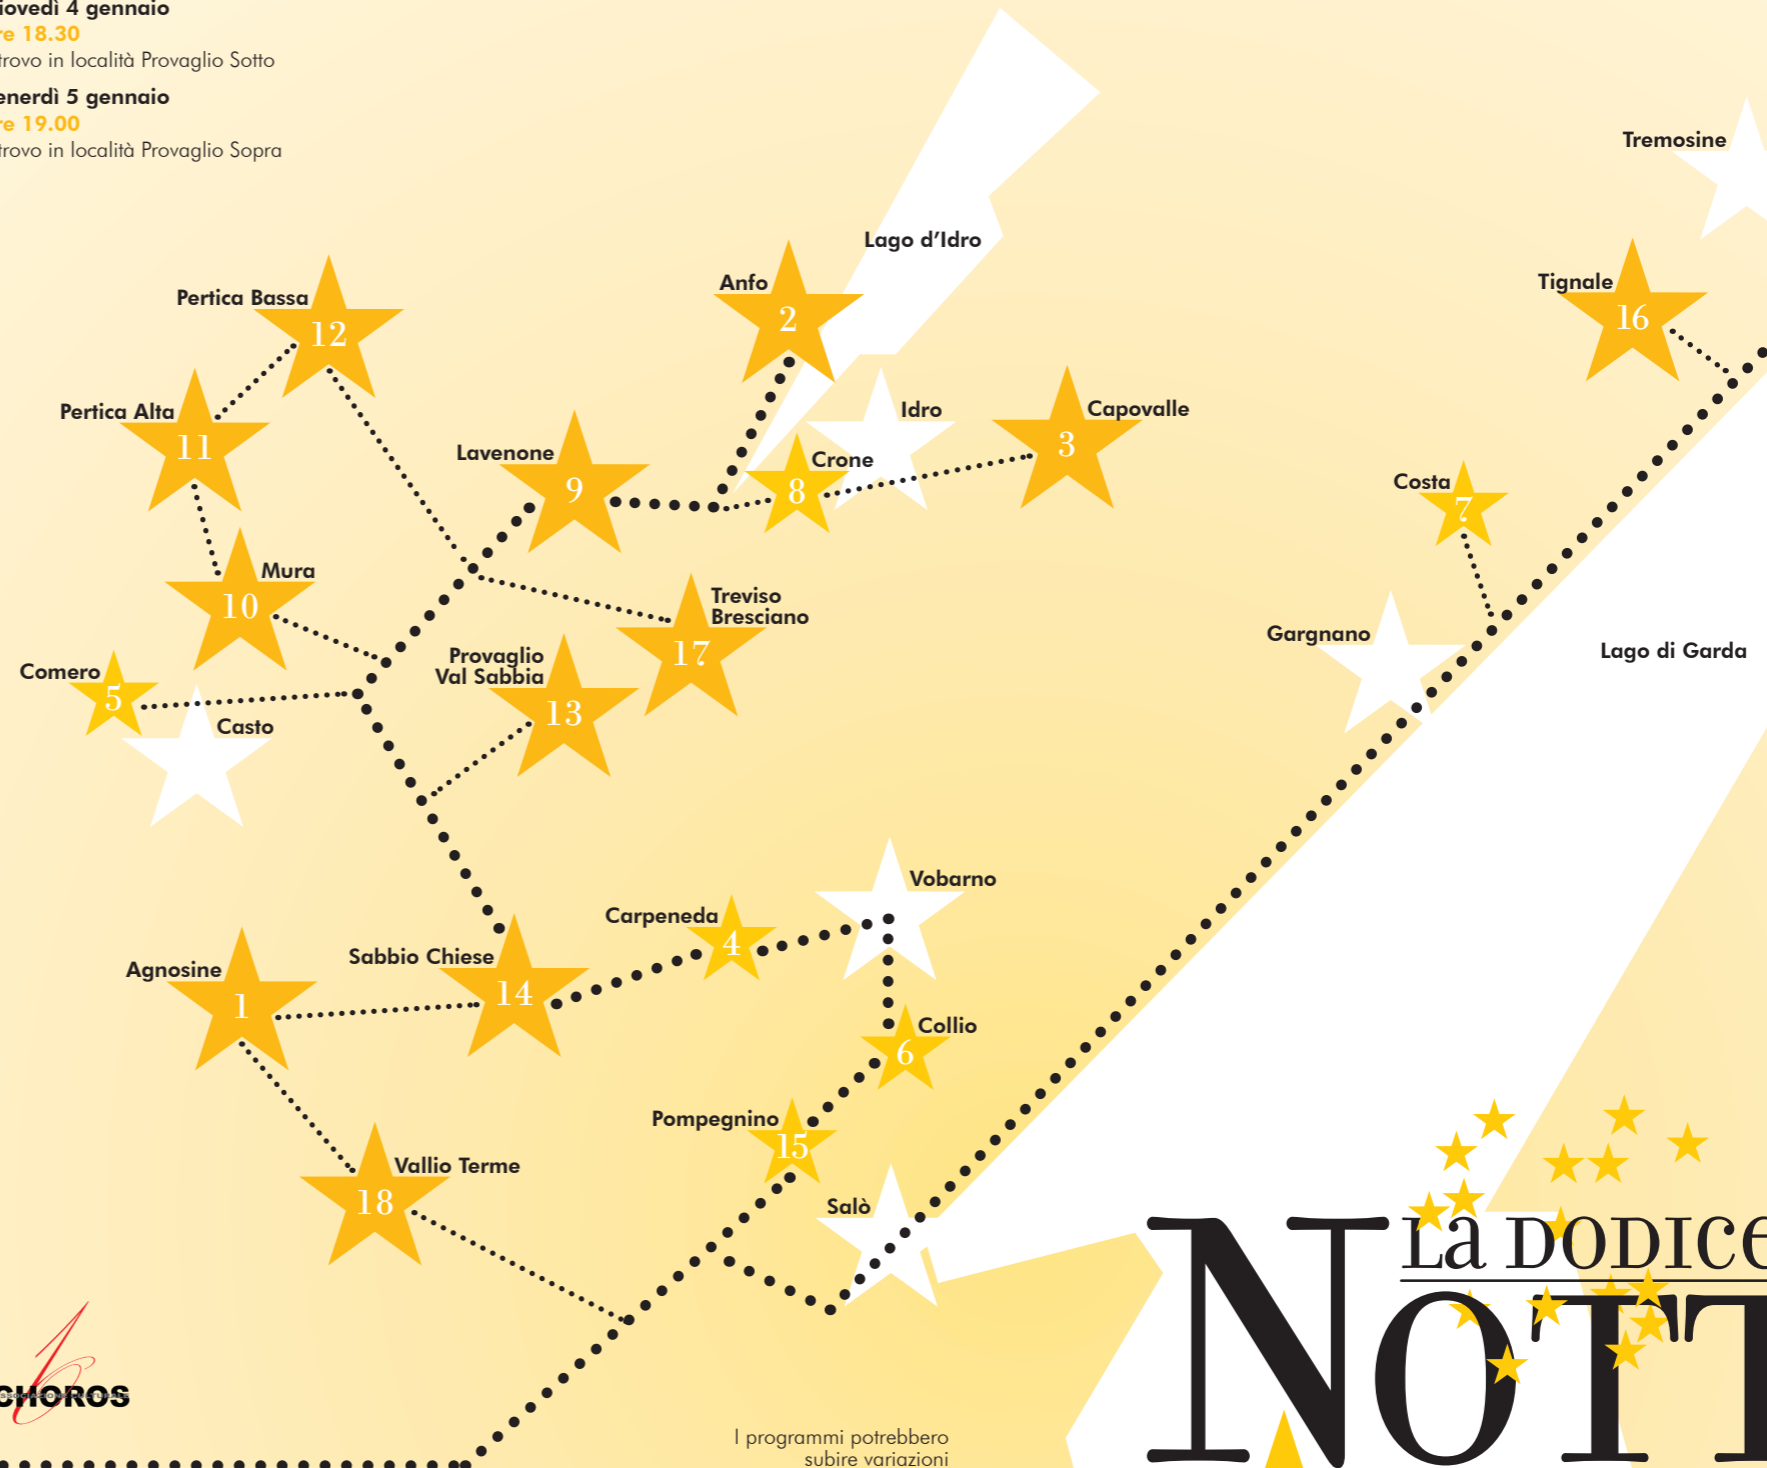 iovedì 4 gennaio
re 18.30
trovo in località Provaglio Sotto
enerdì 5 gennaio
re 19.00
trovo in località Provaglio Sopra
Tremosine
Lago d'Idro
Anfo
2
Tignale
16
Pertica Bassa
12
Pertica Alta
11
Idro
Capovalle
3
Lavenone
9
Crone
8
Costa
7
Mura
10
Treviso
Bresciano
17
Gargnano
Lago di Garda
Provaglio
Val Sabbia
13
Comero
5
Casto
Vobarno
Carpeneda
4
Sabbio Chiese
14
Agnosine
1
Collio
6
Pompegnino
15
Vallio Terme
18
Salò
La DODICE
NOTT
CHOROS
I programmi potrebbero
subire variazioni